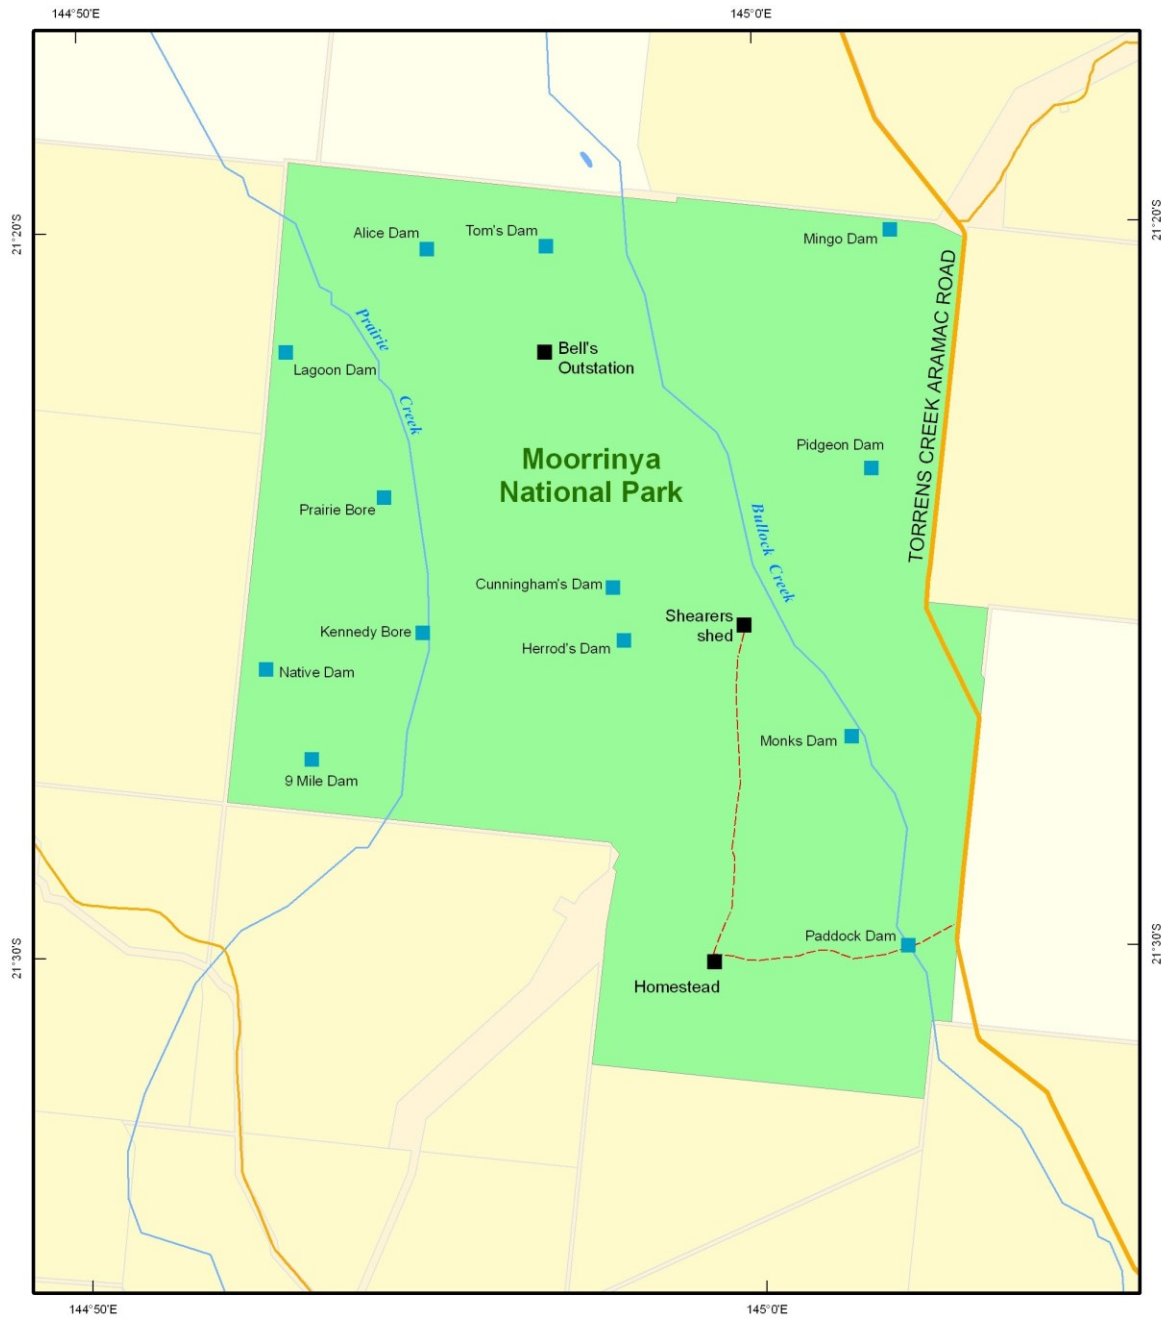 144°50'E
145°0'E
21°20'S
21°20'S
Alice Dam
Tom's Dam
Mingo Dam
TORRENS CREEK ARAMAC ROAD
Prairie
Creek
Lagoon Dam
Bell's
Outstation
Moorrinya
National Park
Pidgeon Dam
Prairie Bore
Bullock Creek
Cunningham's Dam
Shearers
shed
Kennedy Bore
Herrod's Dam
Native Dam
Monks Dam
9 Mile Dam
Paddock Dam
21°30'S
21°30'S
Homestead
144°50'E
145°0'E